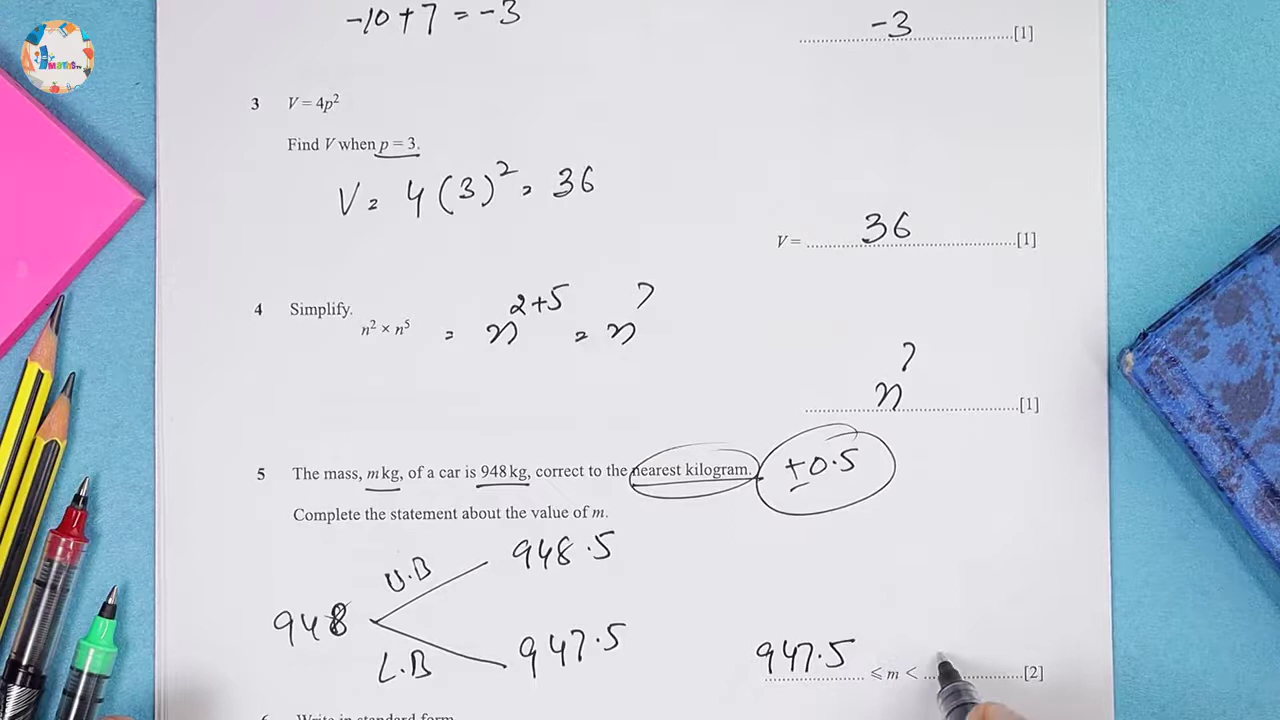 -10 + 7 = -3
-3 [1]
3 V = 4p²
Find V when p = 3.
V = 4 (3)² = 36
V = 36 [1]
4 Simplify.
n² × n⁵ = n²⁺⁵ = n⁷
n⁷ [1]
5 The mass, m kg, of a car is 948 kg, correct to the nearest kilogram. ±0.5
Complete the statement about the value of m.
U.B 948.5
948
L.B 947.5
947.5 ⩽ m < [2]
MATHS